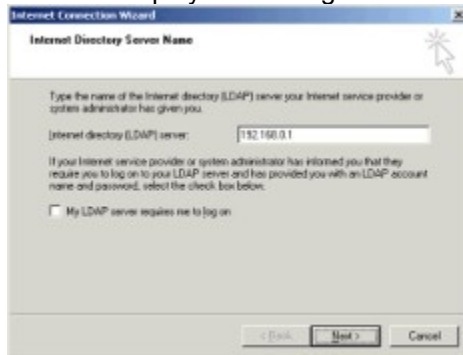 Internet Connection Wizard
Internet Directory Server Name
Type the name of the Internet directory (LDAP) server your Internet service provider or
system administrator has given you.
Internet directory (LDAP) server:
192.168.0.1
If your Internet service provider or system administrator has informed you that they
require you to log on to your LDAP server and has provided you with an LDAP account
name and password, select the check box below.
My LDAP server requires me to log on
< Back
Next >
Cancel